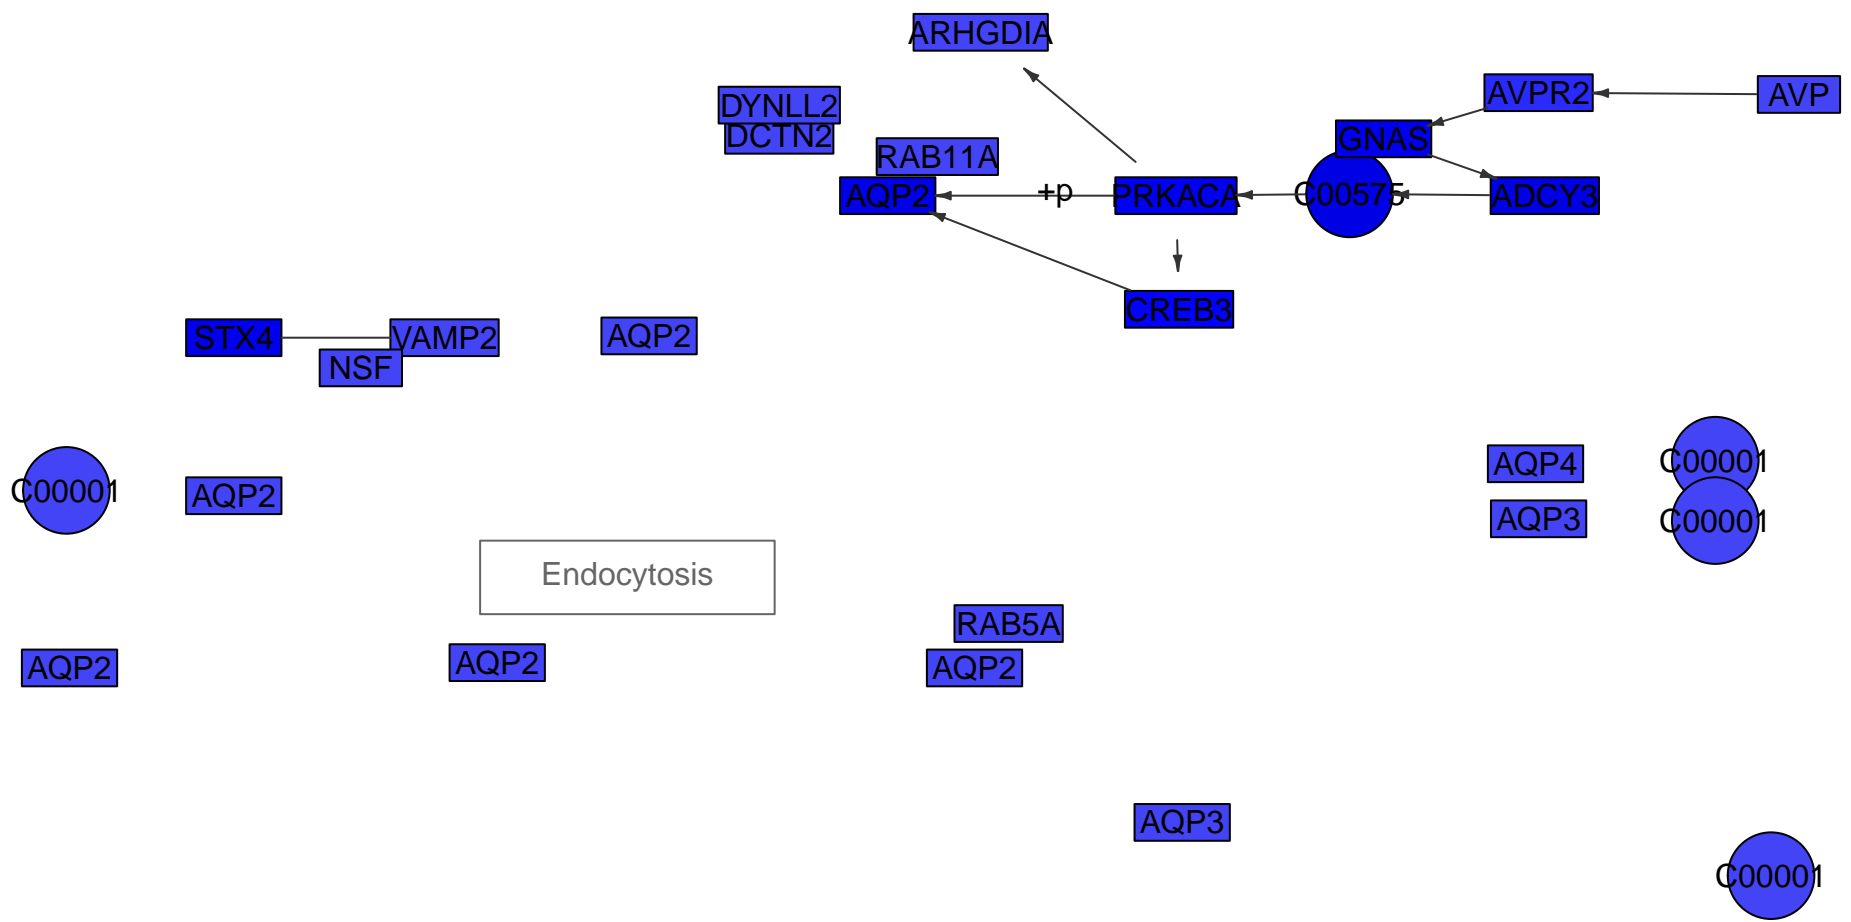 ARHGDIA
AVPR2
AVP
DYNLL2
DCTN2
GNAS
RAB11A
AQP2
+p
PRKACA
C00575
ADCY3
CREB3
STX4
VAMP2
AQP2
NSF
C00001
AQP2
AQP4
C00001
AQP3
C00001
Endocytosis
RAB5A
AQP2
AQP2
AQP2
AQP3
C00001